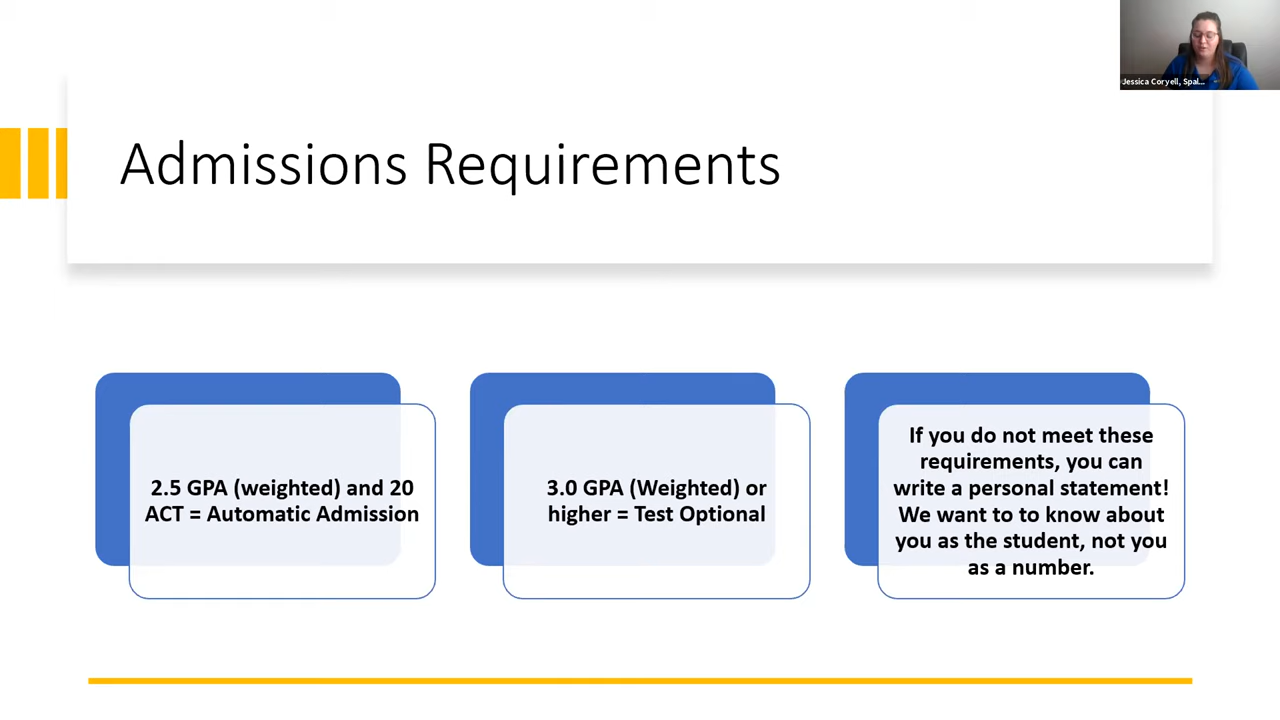 Jessica Coryell, Spal...
Admissions Requirements
2.5 GPA (weighted) and 20
ACT = Automatic Admission
3.0 GPA (Weighted) or
higher = Test Optional
If you do not meet these
requirements, you can
write a personal statement!
We want to to know about
you as the student, not you
as a number.